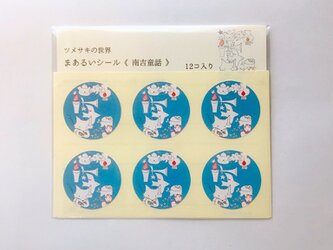 ツメサキの世界
まあるいシール《 南吉童話 》
12コ入り